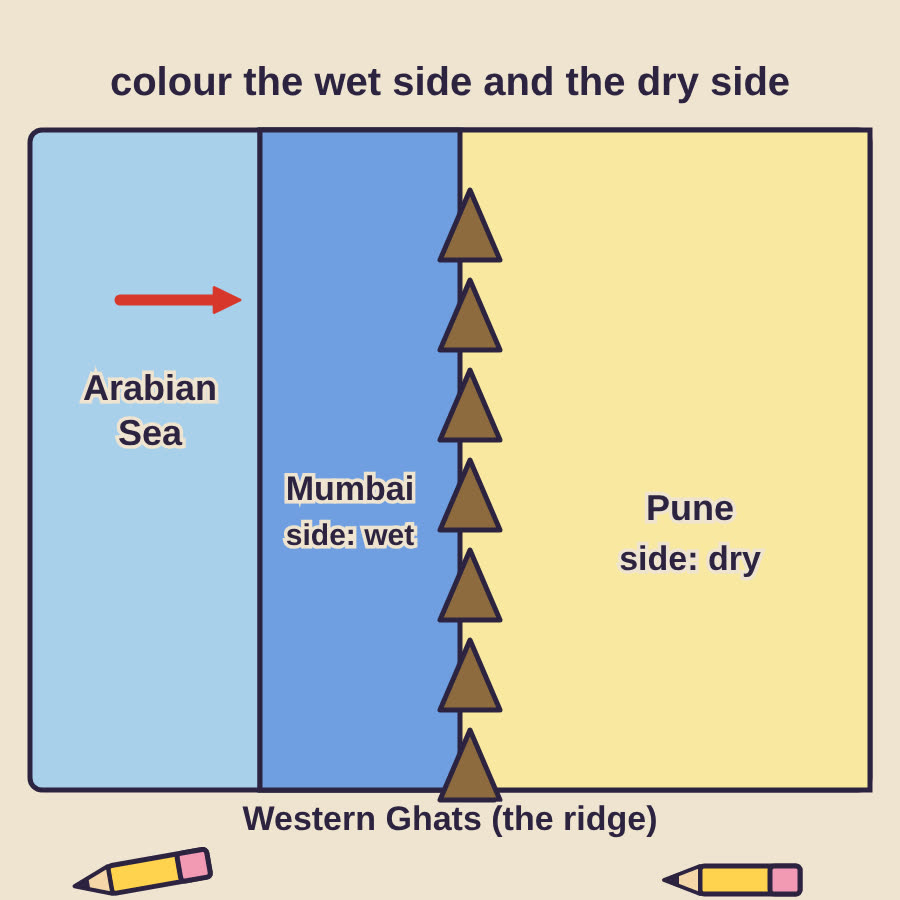 colour the wet side and the dry side
Arabian
Sea
Mumbai
side: wet
Pune
side: dry
Western Ghats (the ridge)